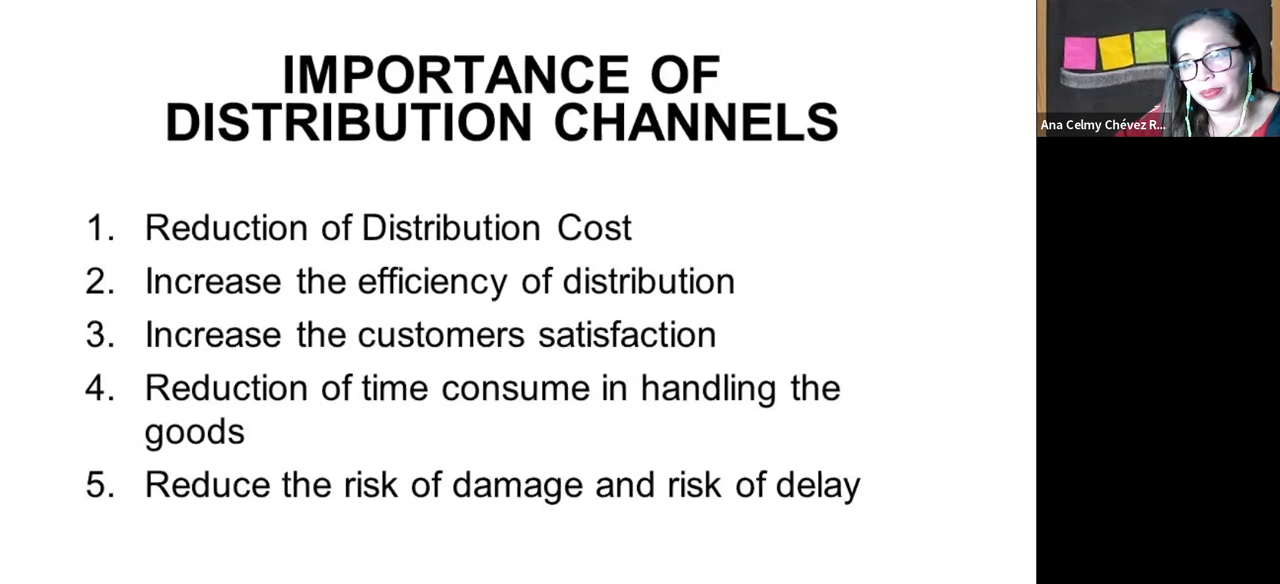 IMPORTANCE OF
DISTRIBUTION CHANNELS
1. Reduction of Distribution Cost
2. Increase the efficiency of distribution
3. Increase the customers satisfaction
4. Reduction of time consume in handling the
goods
5. Reduce the risk of damage and risk of delay
Ana Celmy Chévez R...